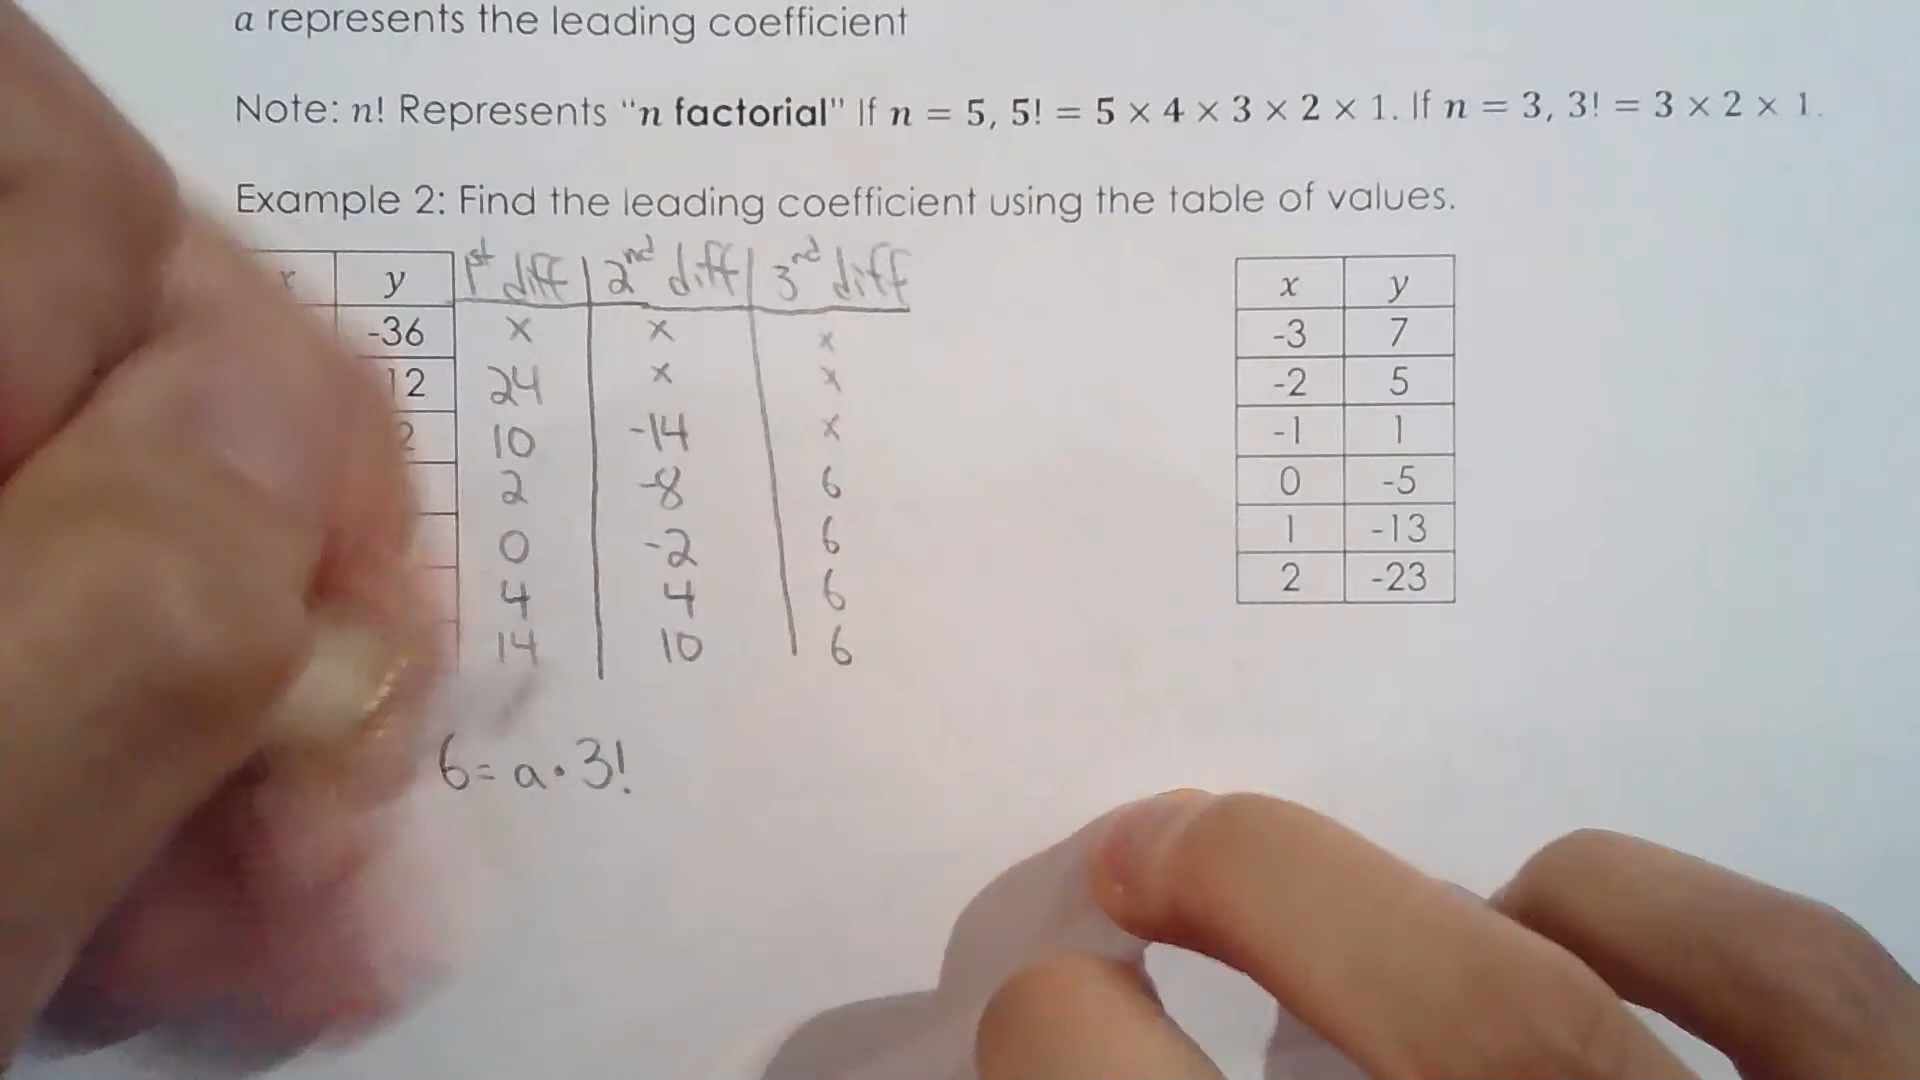 a represents the leading coefficient
Note: n! Represents "n factorial" If n = 5, 5! = 5 × 4 × 3 × 2 × 1. If n = 3, 3! = 3 × 2 × 1.
Example 2: Find the leading coefficient using the table of values.
x y 1st diff 2nd diff 3nd diff
-36 x x x
12 24 x x
2 10 -14 x
2 -8 6
0 -2 6
4 4 6
14 10 6
6 = a · 3!
x y
-3 7
-2 5
-1 1
0 -5
1 -13
2 -23